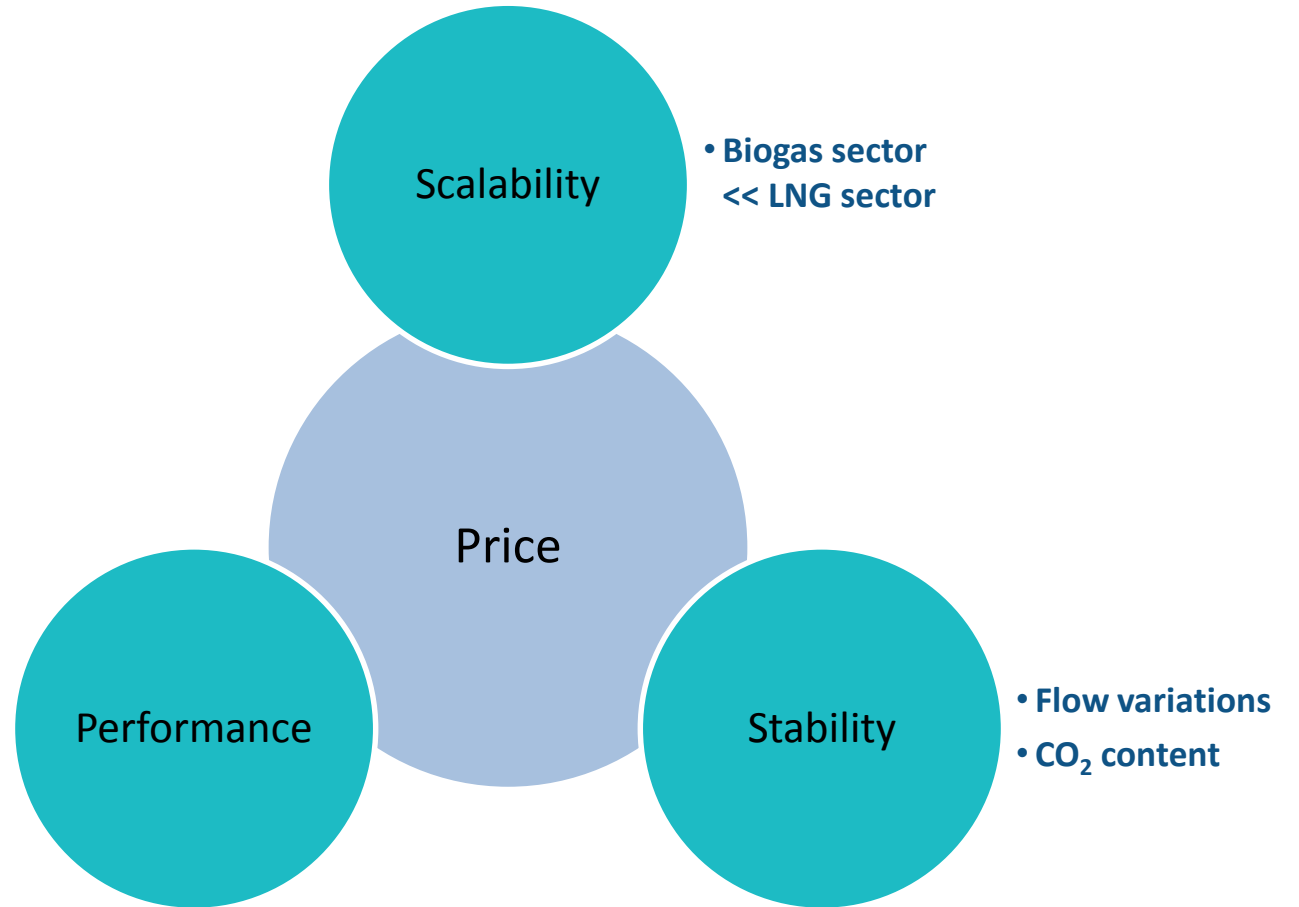 Scalability
• Biogas sector
<< LNG sector
Price
Performance
Stability
• Flow variations
• CO₂ content